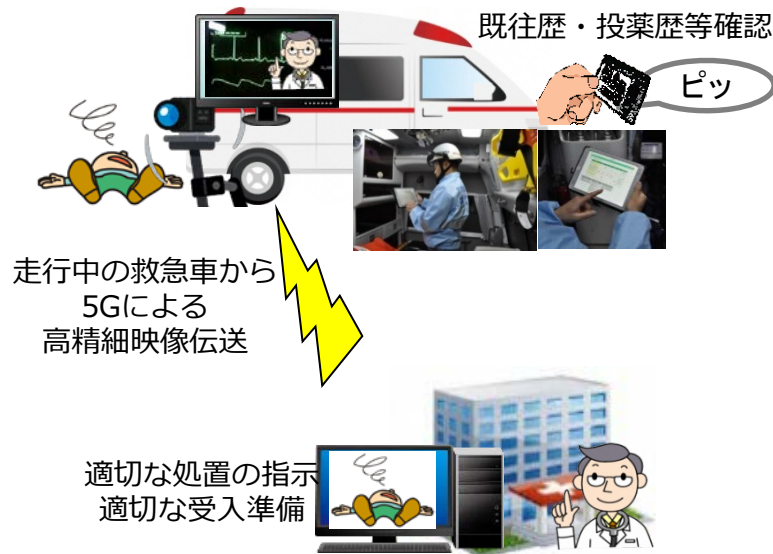 既往歴・投薬歴等確認
ピッ
走行中の救急車から
5Gによる
高精細映像伝送
適切な処置の指示
適切な受入準備